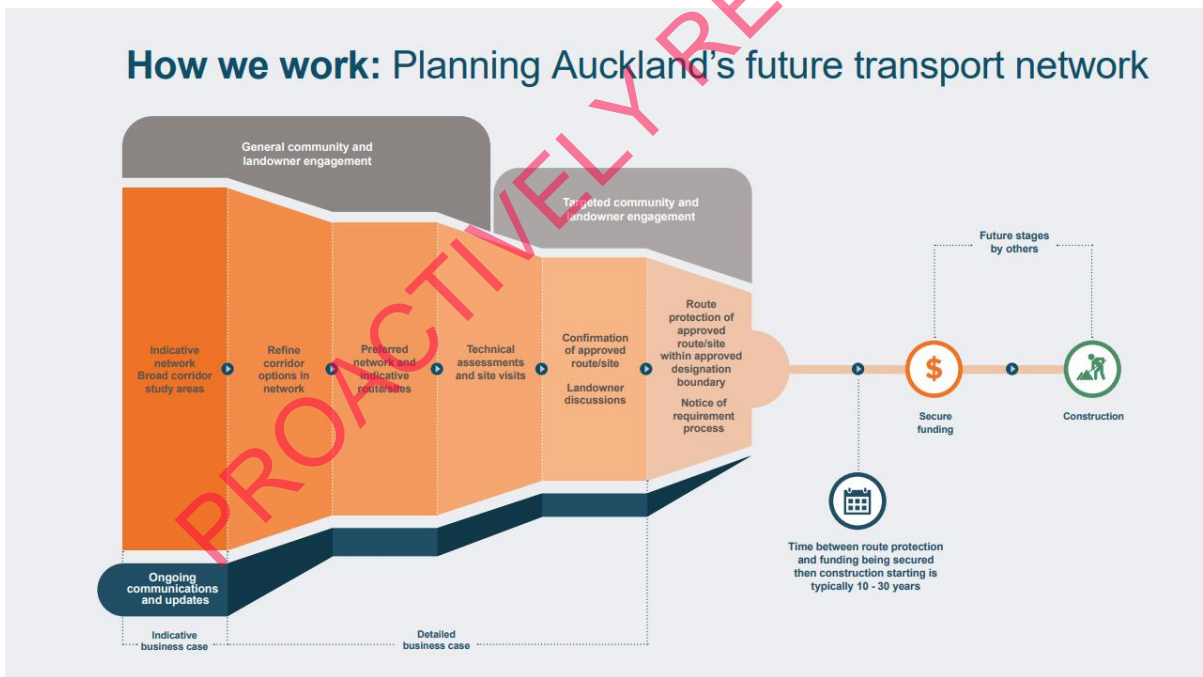 How we work: Planning Auckland's future transport network
General community and
landowner engagement
Targeted community and
landowner engagement
Indicative
network
Broad corridor
study areas
Refine
corridor
options in
network
Preferred
network and
indicative
route/sites
Technical
assessments
and site visits
Confirmation
of approved
route/site
Landowner
discussions
Route
protection of
approved
route/site
within approved
designation
boundary
Notice of
requirement
process
Future stages
by others
$
Secure
funding
Construction
Time between route protection
and funding being secured
then construction starting is
typically 10 - 30 years
Ongoing
communications
and updates
Indicative
business case
Detailed
business case
PROACTIVELY RE